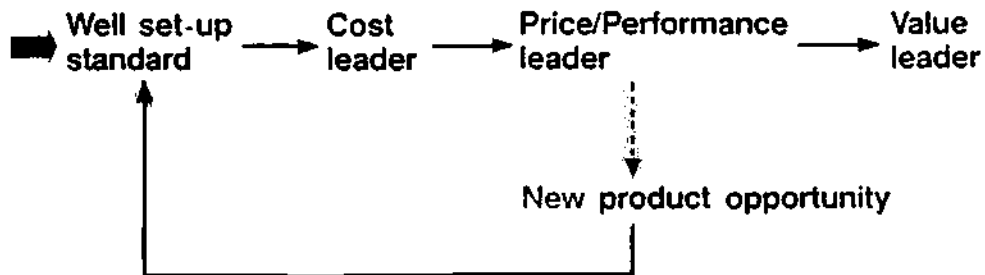 Well set-up
standard
Cost
leader
Price/Performance
leader
Value
leader
New product opportunity